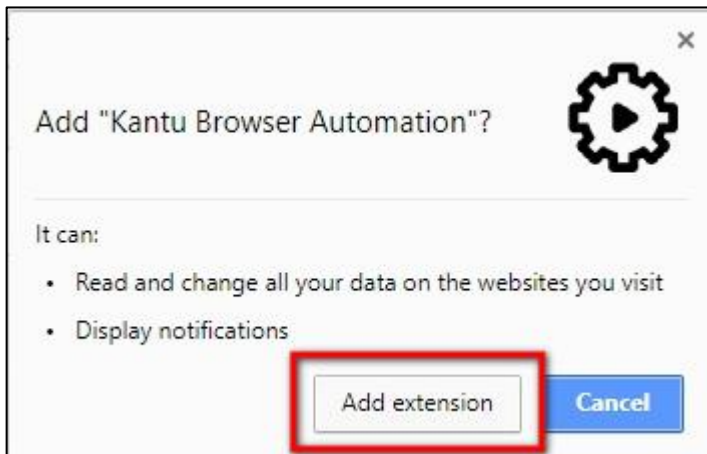 Add "Kantu Browser Automation"?
It can:
• Read and change all your data on the websites you visit
• Display notifications
Add extension Cancel